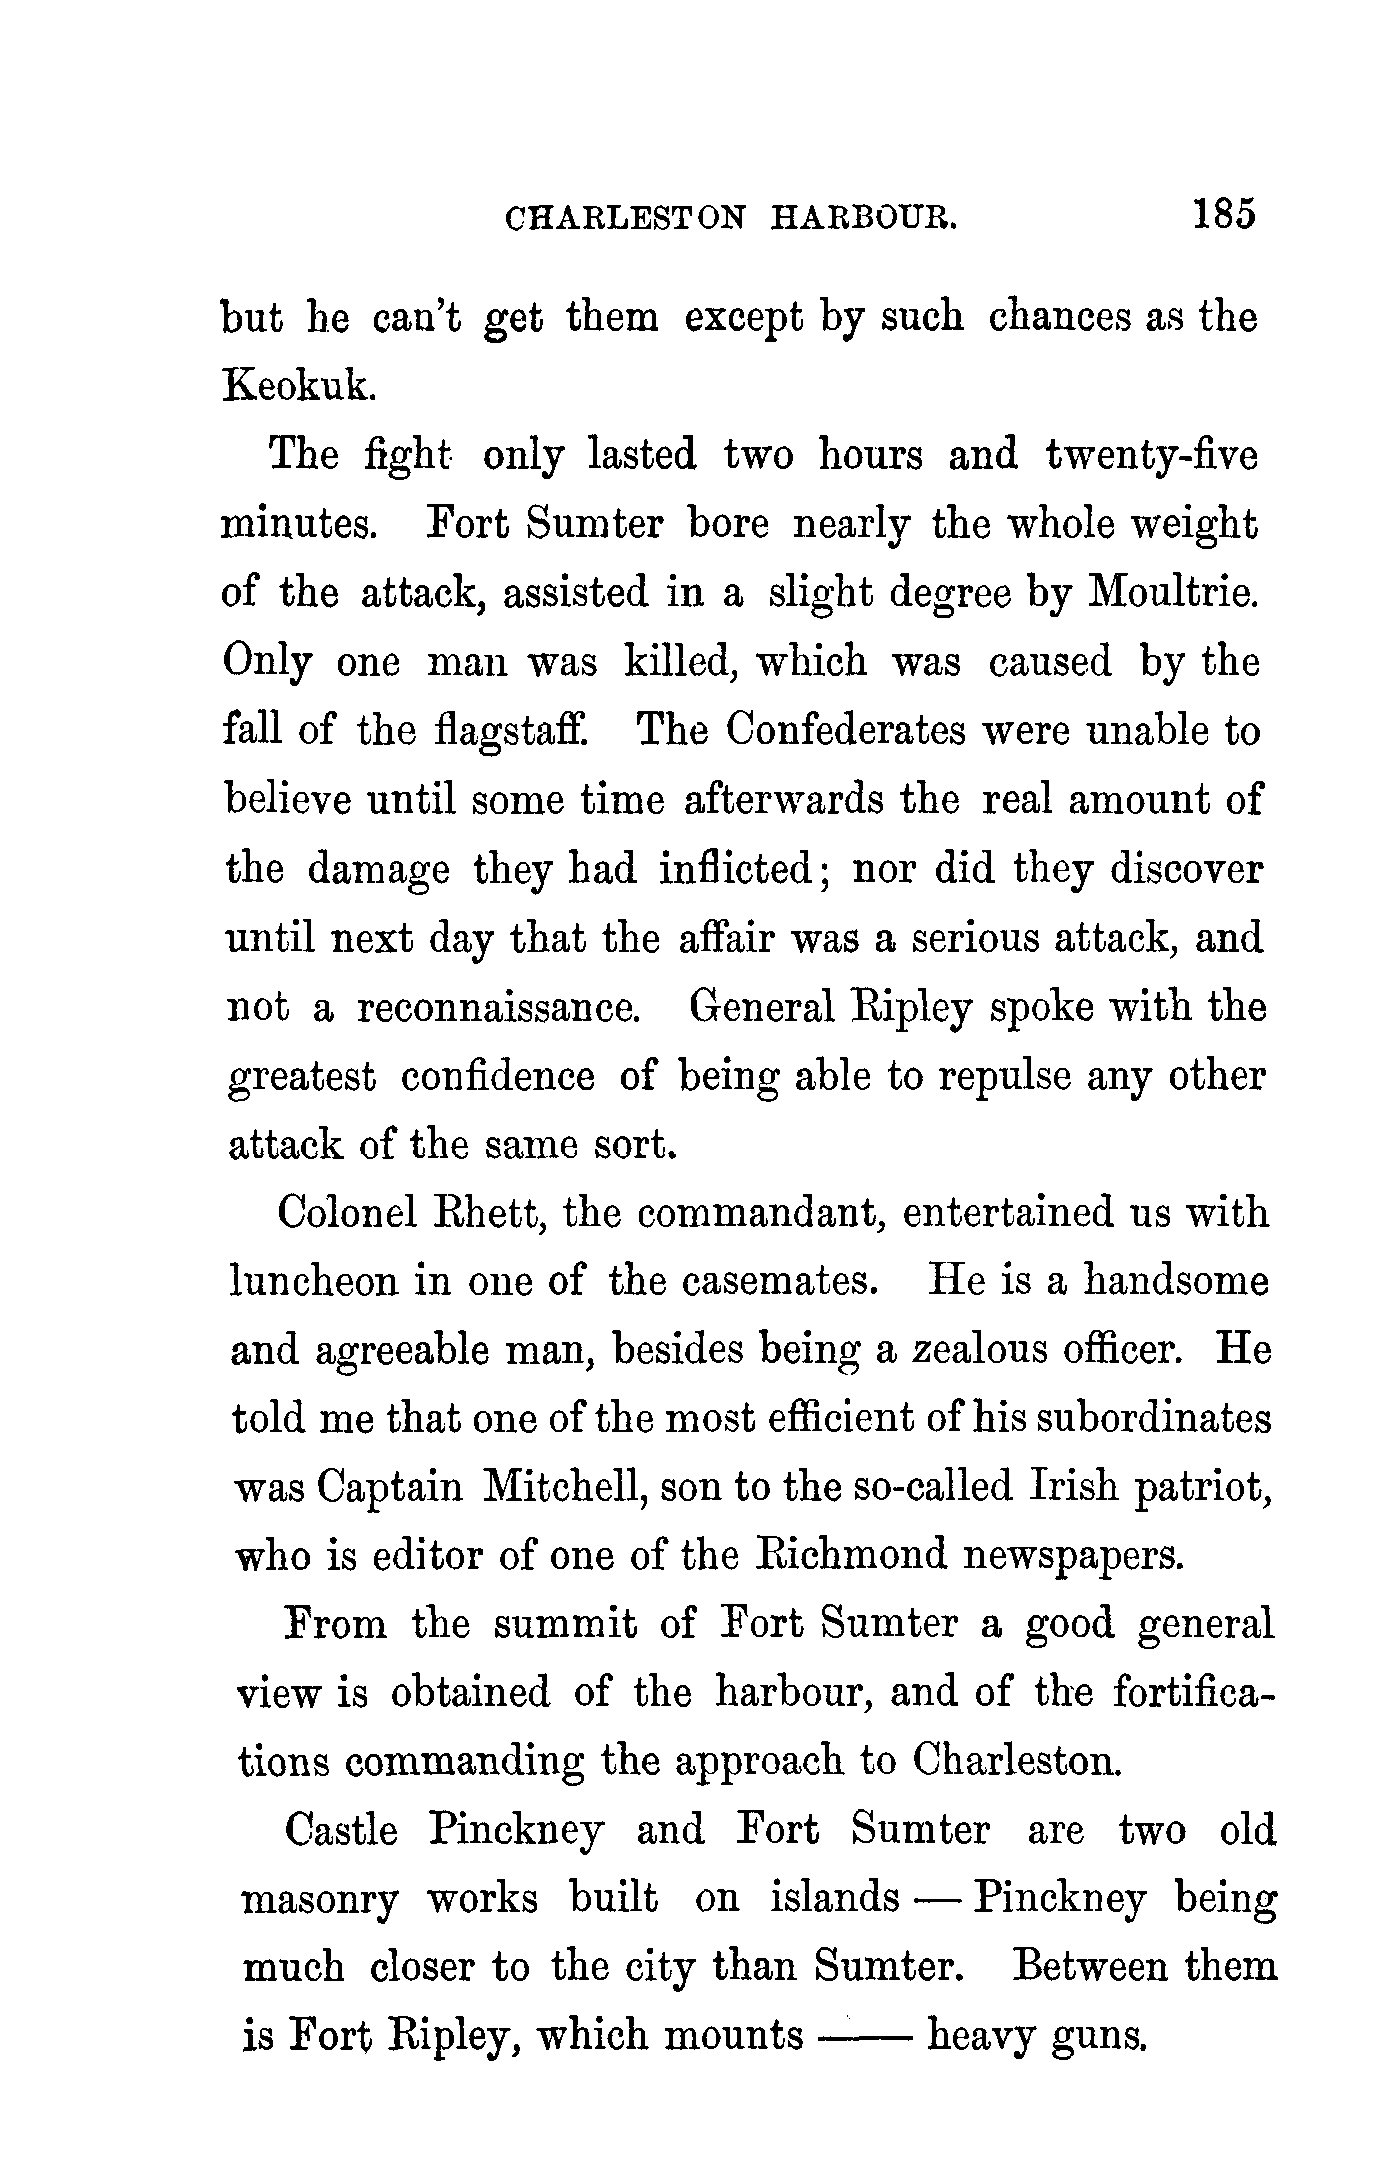 CHARLESTON HARBOUR. 185
but he can't get them except by such chances as the
Keokuk.
The fight only lasted two hours and twenty-five
minutes. Fort Sumter bore nearly the whole weight
of the attack, assisted in a slight degree by Moultrie.
Only one man was killed, which was caused by the
fall of the flagstaff. The Confederates were unable to
believe until some time afterwards the real amount of
the damage they had inflicted; nor did they discover
until next day that the affair was a serious attack, and
not a reconnaissance. General Ripley spoke with the
greatest confidence of being able to repulse any other
attack of the same sort.
Colonel Rhett, the commandant, entertained us with
luncheon in one of the casemates. He is a handsome
and agreeable man, besides being a zealous officer. He
told me that one of the most efficient of his subordinates
was Captain Mitchell, son to the so-called Irish patriot,
who is editor of one of the Richmond newspapers.
From the summit of Fort Sumter a good general
view is obtained of the harbour, and of the fortifica-
tions commanding the approach to Charleston.
Castle Pinckney and Fort Sumter are two old
masonry works built on islands — Pinckney being
much closer to the city than Sumter. Between them
is Fort Ripley, which mounts —— heavy guns.